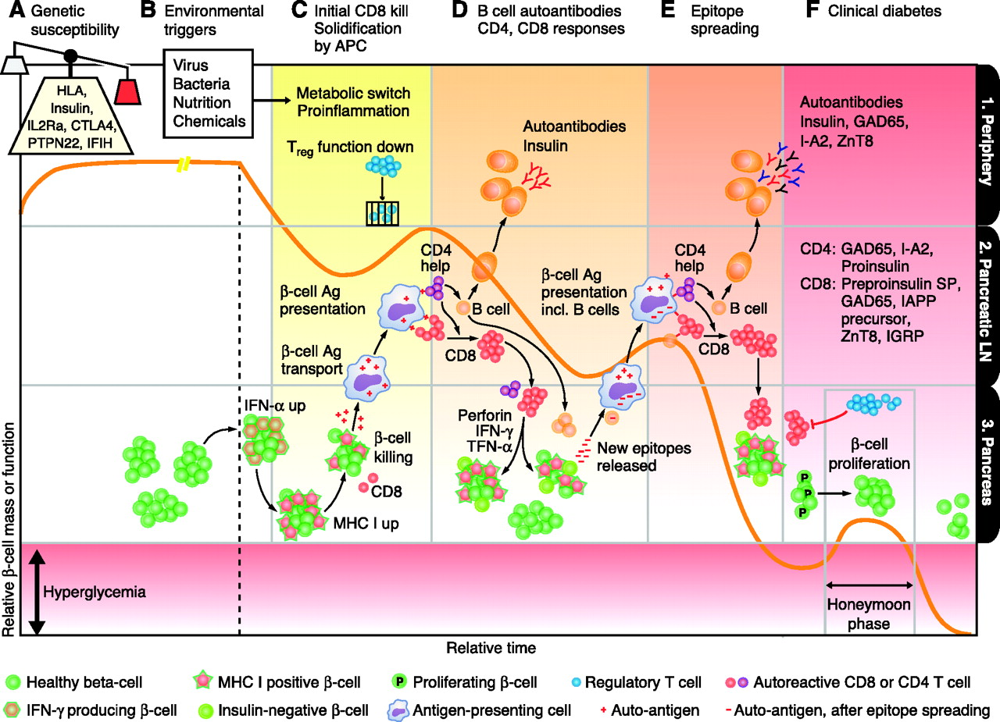 A Genetic
susceptibility
B Environmental
triggers
C Initial CD8 kill
Solidification
by APC
D B cell autoantibodies
CD4, CD8 responses
E Epitope
spreading
F Clinical diabetes
HLA,
Insulin,
IL2Ra, CTLA4,
PTPN22, IFIH
Virus
Bacteria
Nutrition
Chemicals
Metabolic switch
Proinflammation
Treg function down
Autoantibodies
Insulin
Autoantibodies
Insulin, GAD65,
I-A2, ZnT8
1. Periphery
β-cell Ag
presentation
β-cell Ag
transport
CD4
help
B cell
CD8
β-cell Ag
presentation
incl. B cells
CD4
help
B cell
CD8
CD4: GAD65, I-A2,
Proinsulin
CD8: Preproinsulin SP,
GAD65, IAPP
precursor,
ZnT8, IGRP
2. Pancreatic LN
IFN-α up
β-cell
killing
CD8
MHC I up
Perforin
IFN-γ
TFN-α
New epitopes
released
β-cell
proliferation
P
P
P
3. Pancreas
Relative β-cell mass or function
Hyperglycemia
Honeymoon
phase
Relative time
Healthy beta-cell
MHC I positive β-cell
P Proliferating β-cell
Regulatory T cell
Autoreactive CD8 or CD4 T cell
IFN-γ producing β-cell
Insulin-negative β-cell
Antigen-presenting cell
+ Auto-antigen
- Auto-antigen, after epitope spreading